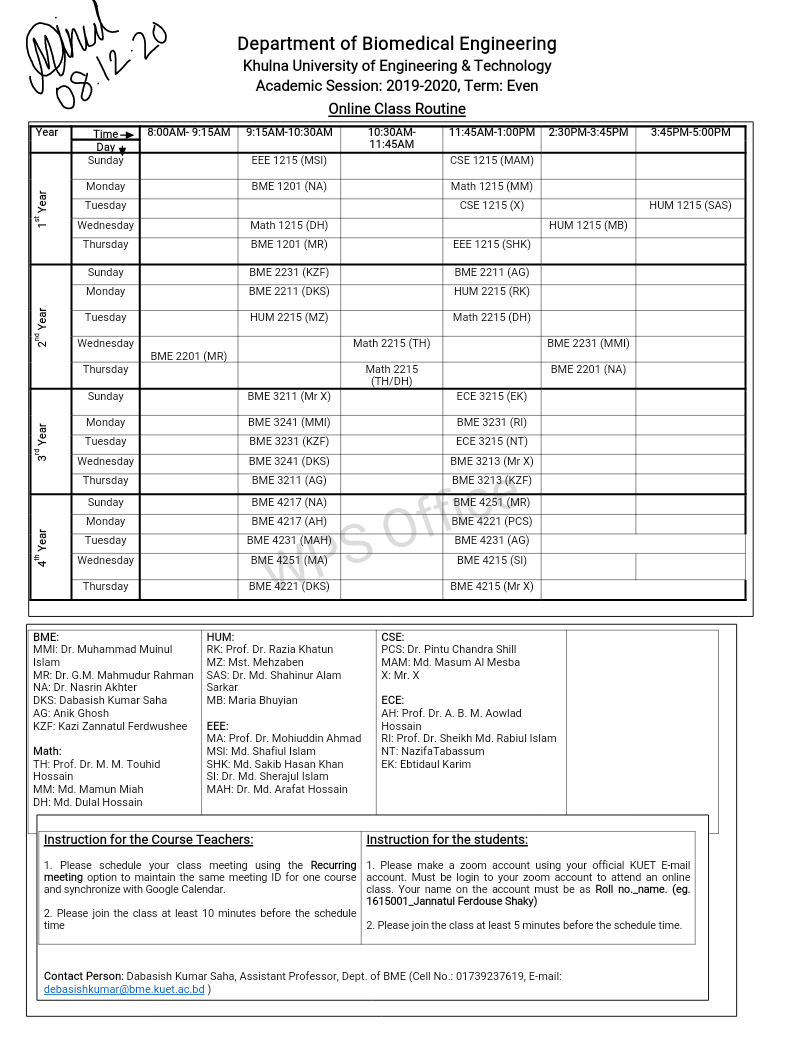 Minul
08.12.20
Department of Biomedical Engineering
Khulna University of Engineering & Technology
Academic Session: 2019-2020, Term: Even
Online Class Routine
Year Time 8:00AM- 9:15AM 9:15AM-10:30AM 10:30AM- 11:45AM-1:00PM 2:30PM-3:45PM 3:45PM-5:00PM
Day 11:45AM
1st Year
Sunday EEE 1215 (MSI) CSE 1215 (MAM)
Monday BME 1201 (NA) Math 1215 (MM)
Tuesday CSE 1215 (X) HUM 1215 (SAS)
Wednesday Math 1215 (DH) HUM 1215 (MB)
Thursday BME 1201 (MR) EEE 1215 (SHK)
2nd Year
Sunday BME 2231 (KZF) BME 2211 (AG)
Monday BME 2211 (DKS) HUM 2215 (RK)
Tuesday HUM 2215 (MZ) Math 2215 (DH)
Wednesday Math 2215 (TH) BME 2231 (MMI)
BME 2201 (MR)
Thursday Math 2215 BME 2201 (NA)
(TH/DH)
3rd Year
Sunday BME 3211 (Mr X) ECE 3215 (EK)
Monday BME 3241 (MMI) BME 3231 (RI)
Tuesday BME 3231 (KZF) ECE 3215 (NT)
Wednesday BME 3241 (DKS) BME 3213 (Mr X)
Thursday BME 3211 (AG) BME 3213 (KZF)
4th Year
Sunday BME 4217 (NA) BME 4251 (MR)
Monday BME 4217 (AH) BME 4221 (PCS)
Tuesday BME 4231 (MAH) BME 4231 (AG)
Wednesday BME 4251 (MA) BME 4215 (SI)
Thursday BME 4221 (DKS) BME 4215 (Mr X)
WPS Office
BME:
MMI: Dr. Muhammad Muinul
Islam
MR: Dr. G.M. Mahmudur Rahman
NA: Dr. Nasrin Akhter
DKS: Dabasish Kumar Saha
AG: Anik Ghosh
KZF: Kazi Zannatul Ferdwushee
Math:
TH: Prof. Dr. M. M. Touhid
Hossain
MM: Md. Mamun Miah
DH: Md. Dulal Hossain
HUM:
RK: Prof. Dr. Razia Khatun
MZ: Mst. Mehzaben
SAS: Dr. Md. Shahinur Alam
Sarkar
MB: Maria Bhuyian
EEE:
MA: Prof. Dr. Mohiuddin Ahmad
MSI: Md. Shafiul Islam
SHK: Md. Sakib Hasan Khan
SI: Dr. Md. Sherajul Islam
MAH: Dr. Md. Arafat Hossain
CSE:
PCS: Dr. Pintu Chandra Shill
MAM: Md. Masum Al Mesba
X: Mr. X
ECE:
AH: Prof. Dr. A. B. M. Aowlad
Hossain
RI: Prof. Dr. Sheikh Md. Rabiul Islam
NT: NazifaTabassum
EK: Ebtidaul Karim
Instruction for the Course Teachers:
1. Please schedule your class meeting using the Recurring
meeting option to maintain the same meeting ID for one course
and synchronize with Google Calendar.
2. Please join the class at least 10 minutes before the schedule
time
Instruction for the students:
1. Please make a zoom account using your official KUET E-mail
account. Must be login to your zoom account to attend an online
class. Your name on the account must be as Roll no._name. (eg.
1615001_Jannatul Ferdouse Shaky)
2. Please join the class at least 5 minutes before the schedule time.
Contact Person: Dabasish Kumar Saha, Assistant Professor, Dept. of BME (Cell No.: 01739237619, E-mail:
debasishkumar@bme.kuet.ac.bd )